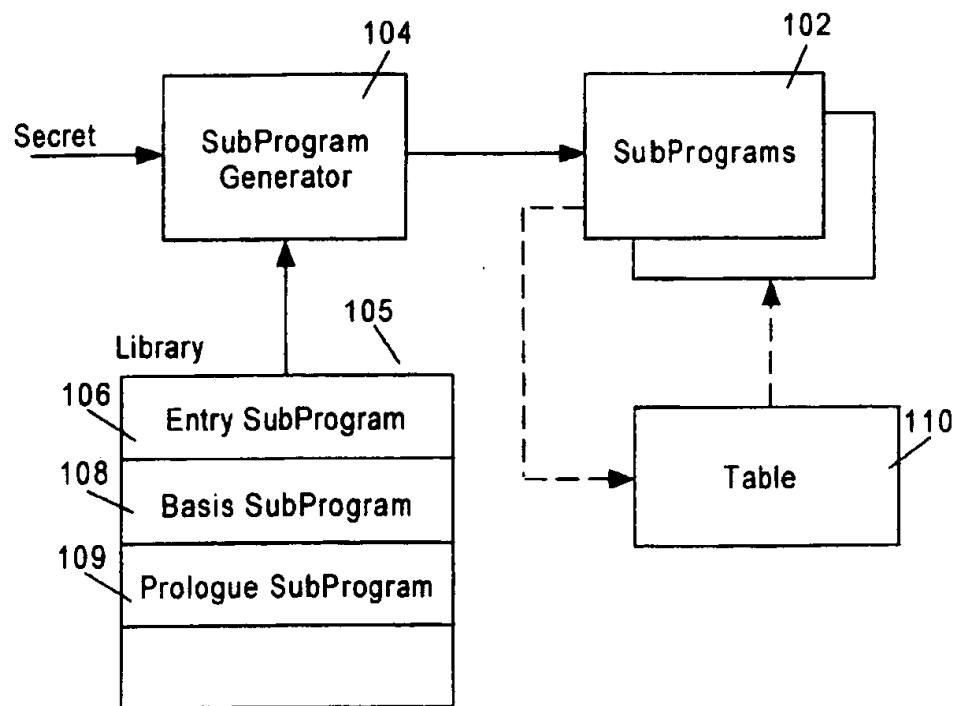 104
102
Secret
SubProgram
Generator
SubPrograms
Library
105
106
Entry SubProgram
108
Basis SubProgram
109
Prologue SubProgram
110
Table